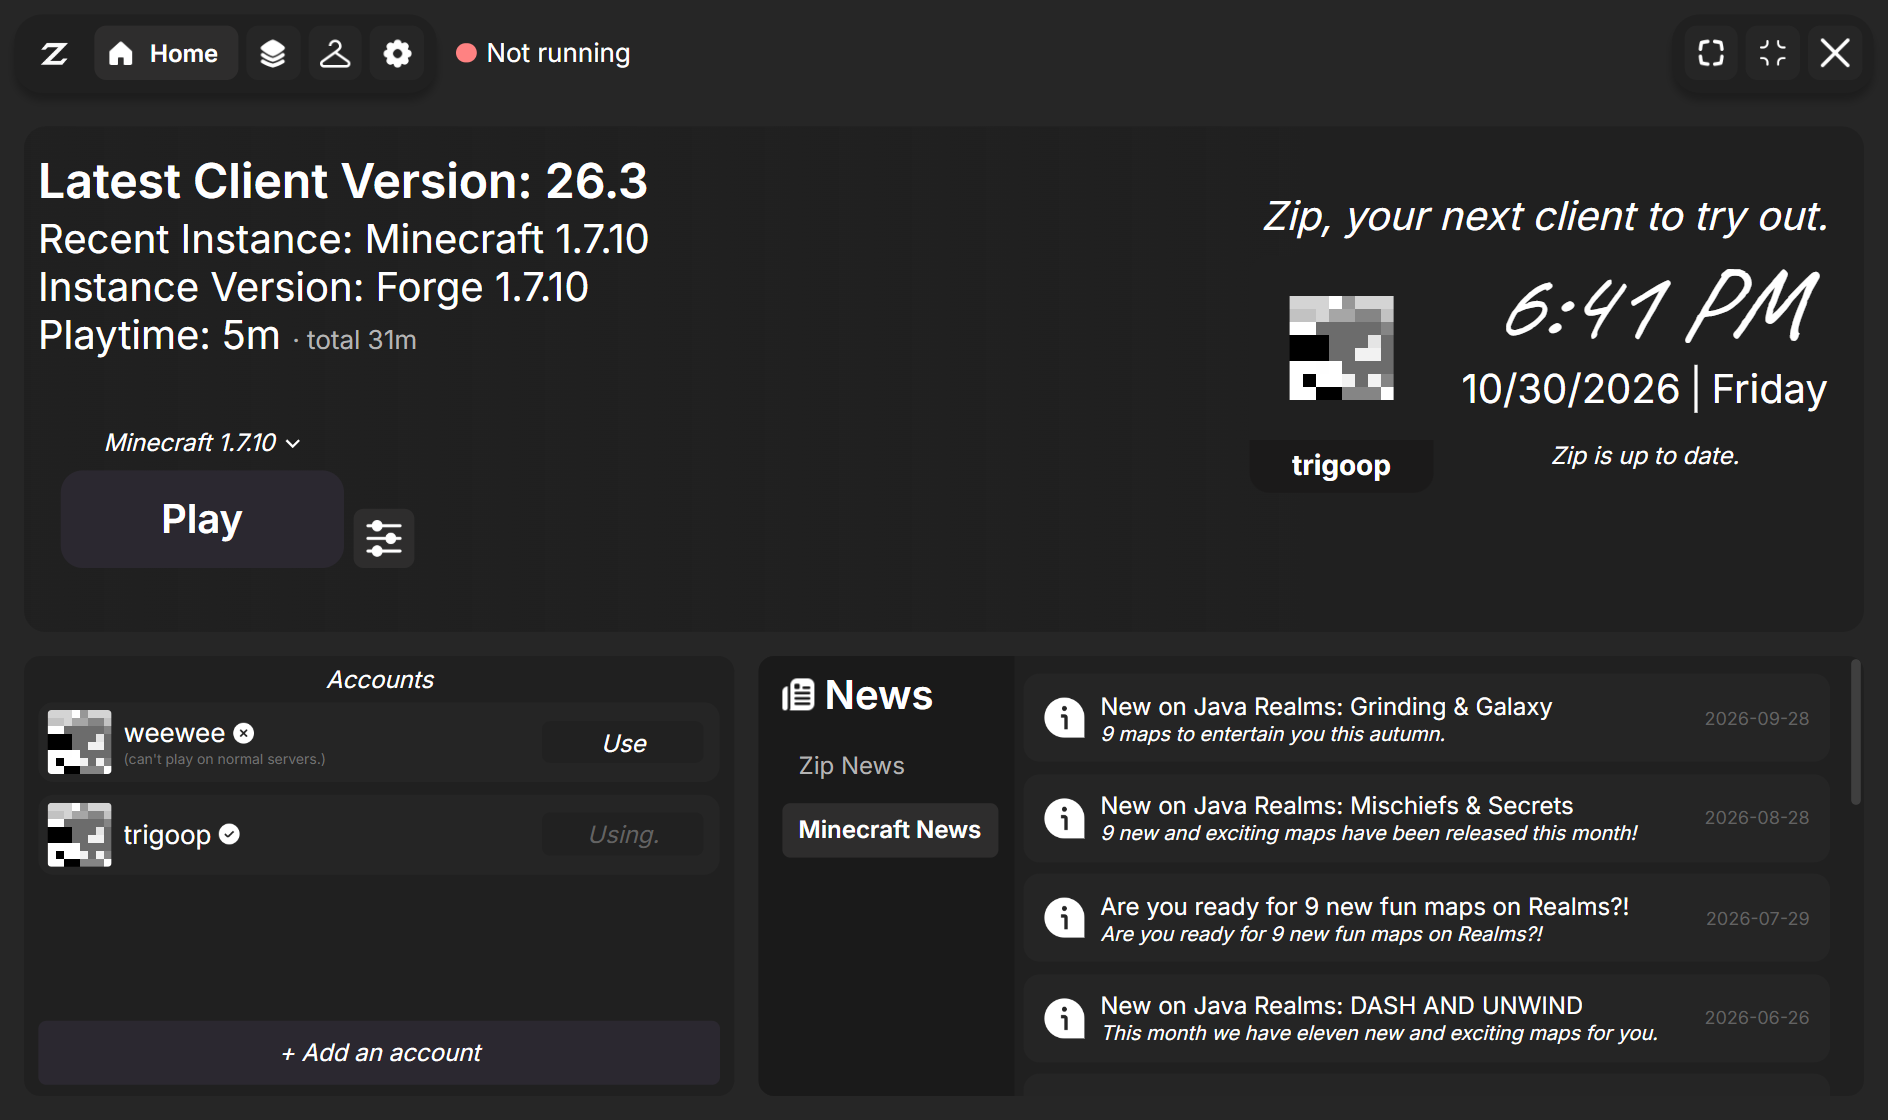 Home
Not running
Latest Client Version: 26.3
Recent Instance: Minecraft 1.7.10
Instance Version: Forge 1.7.10
Playtime: 5m · total 31m
Minecraft 1.7.10
Play
Zip, your next client to try out.
6:41 PM
10/30/2026 | Friday
Zip is up to date.
trigoop
Accounts
weewee
(can't play on normal servers.)
Use
trigoop
Using.
+ Add an account
News
Zip News
Minecraft News
New on Java Realms: Grinding & Galaxy
9 maps to entertain you this autumn.
2026-09-28
New on Java Realms: Mischiefs & Secrets
9 new and exciting maps have been released this month!
2026-08-28
Are you ready for 9 new fun maps on Realms?!
Are you ready for 9 new fun maps on Realms?!
2026-07-29
New on Java Realms: DASH AND UNWIND
This month we have eleven new and exciting maps for you.
2026-06-26